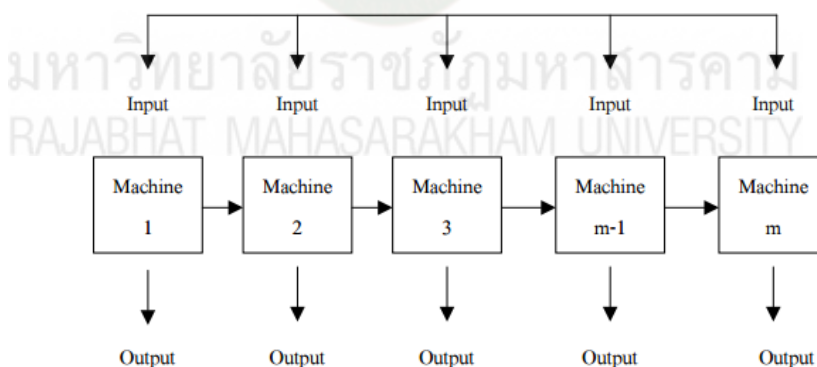 มหาวิทยาลัยราชภัฏมหาสารคาม
Input Input Input Input Input
RAJABHAT MAHASARAKHAM UNIVERSITY
Machine Machine Machine Machine Machine
1 2 3 m-1 m
Output Output Output Output Output